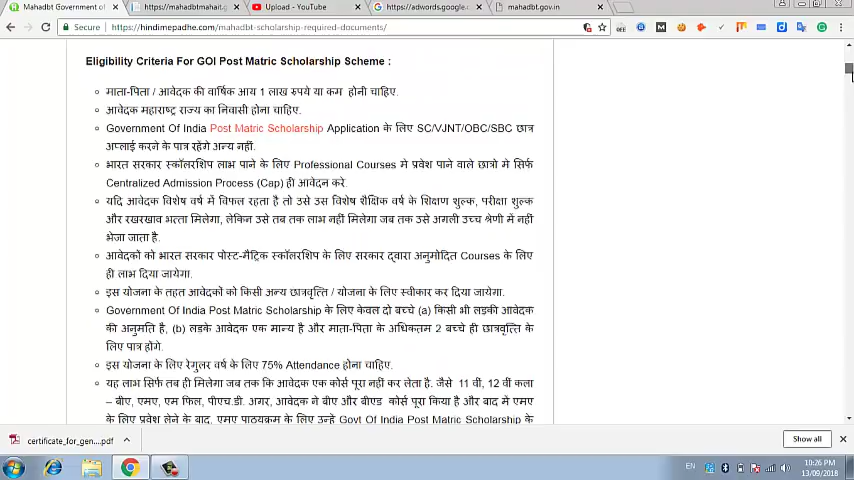 Mahadbt Government of
https://mahadbtmahait.g
Upload - YouTube
https://adwords.google.c
mahadbt.gov.in
Secure
https://hindimepadhe.com/mahadbt-scholarship-required-documents/
Eligibility Criteria For GOI Post Matric Scholarship Scheme :
माता-पिता / आवेदक की वार्षिक आय 1 लाख रुपये या कम होनी चाहिए.
आवेदक महाराष्ट्र राज्य का निवासी होना चाहिए.
Government Of India Post Matric Scholarship Application के लिए SC/VJNT/OBC/SBC छात्र
अप्लाई करने के पात्र रहेंगे अन्य नहीं.
भारत सरकार स्कॉलरशिप लाभ पाने के लिए Professional Courses मे प्रवेश पाने वाले छात्रो मे सिर्फ
Centralized Admission Process (Cap) ही आवेदन करे.
यदि आवेदक विशेष वर्ष में विफल रहता है तो उसे उस विशेष शैक्षिक वर्ष के शिक्षण शुल्क, परीक्षा शुल्क
और रखरखाव भत्ता मिलेगा, लेकिन उसे तब तक लाभ नहीं मिलेगा जब तक उसे अगली उच्च श्रेणी में नहीं
भेजा जाता है.
आवेदकों को भारत सरकार पोस्ट-मैट्रिक स्कॉलरशिप के लिए सरकार द्वारा अनुमोदित Courses के लिए
ही लाभ दिया जायेगा.
इस योजना के तहत आवेदकों को किसी अन्य छात्रवृत्ति / योजना के लिए स्वीकार कर दिया जायेगा.
Government Of India Post Matric Scholarship के लिए केवल दो बच्चे (a) किसी भी लड़की आवेदक
की अनुमति है, (b) लडके आवेदक एक मान्य है और माता-पिता के अधिकतम 2 बच्चे ही छात्रवृत्ति के
लिए पात्र होंगे.
इस योजना के लिए रेगुलर वर्ष के लिए 75% Attendance होना चाहिए.
यह लाभ सिर्फ तब ही मिलेगा जब तक कि आवेदक एक कोर्स पूरा नहीं कर लेता है. जैसे 11 वीं, 12 वीं कला
– बीए, एमए, एम फिल, पीएच.डी. अगर, आवेदक ने बीए और बीएड कोर्स पूरा किया है और बाद में एमए
के लिए प्रवेश लेने के बाद, एमए पाठ्यक्रम के लिए उन्हें Govt Of India Post Matric Scholarship के
certificate_for_gen....pdf
Show all
EN
10:26 PM
13/09/2018